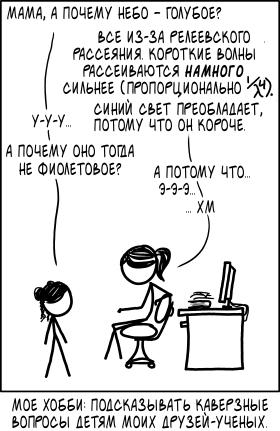 МАМА, А ПОЧЕМУ НЕБО – ГОЛУБОЕ?
ВСЕ ИЗ-ЗА РЕЛЕЕВСКОГО
РАССЕЯНИЯ. КОРОТКИЕ ВОЛНЫ
РАССЕИВАЮТСЯ НАМНОГО
СИЛЬНЕЕ (ПРОПОРЦИОНАЛЬНО 1/λ⁴).
СИНИЙ СВЕТ ПРЕОБЛАДАЕТ,
ПОТОМУ ЧТО ОН КОРОЧЕ.
У-У-У...
А ПОЧЕМУ ОНО ТОГДА
НЕ ФИОЛЕТОВОЕ?
А ПОТОМУ ЧТО...
Э-Э-Э...
... ХМ
МОЕ ХОББИ: ПОДСКАЗЫВАТЬ КАВЕРЗНЫЕ
ВОПРОСЫ ДЕТЯМ МОИХ ДРУЗЕЙ-УЧЕНЫХ.